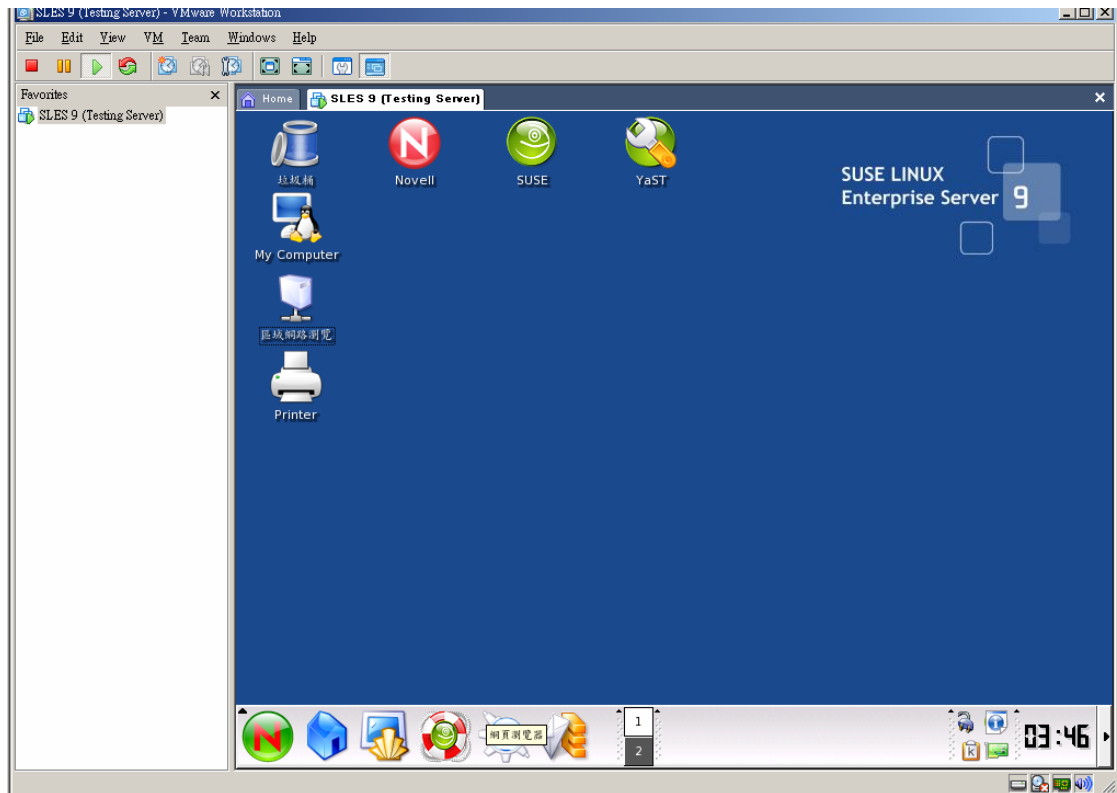 SLES 9 (Testing Server) - VMware Workstation
File Edit View VM Team Windows Help
Favorites
SLES 9 (Testing Server)
Home
SLES 9 (Testing Server)
垃圾桶
Novell
SUSE
YaST
SUSE LINUX
Enterprise Server 9
My Computer
區域網路瀏覽
Printer
網頁瀏覽器
1
2
03:46